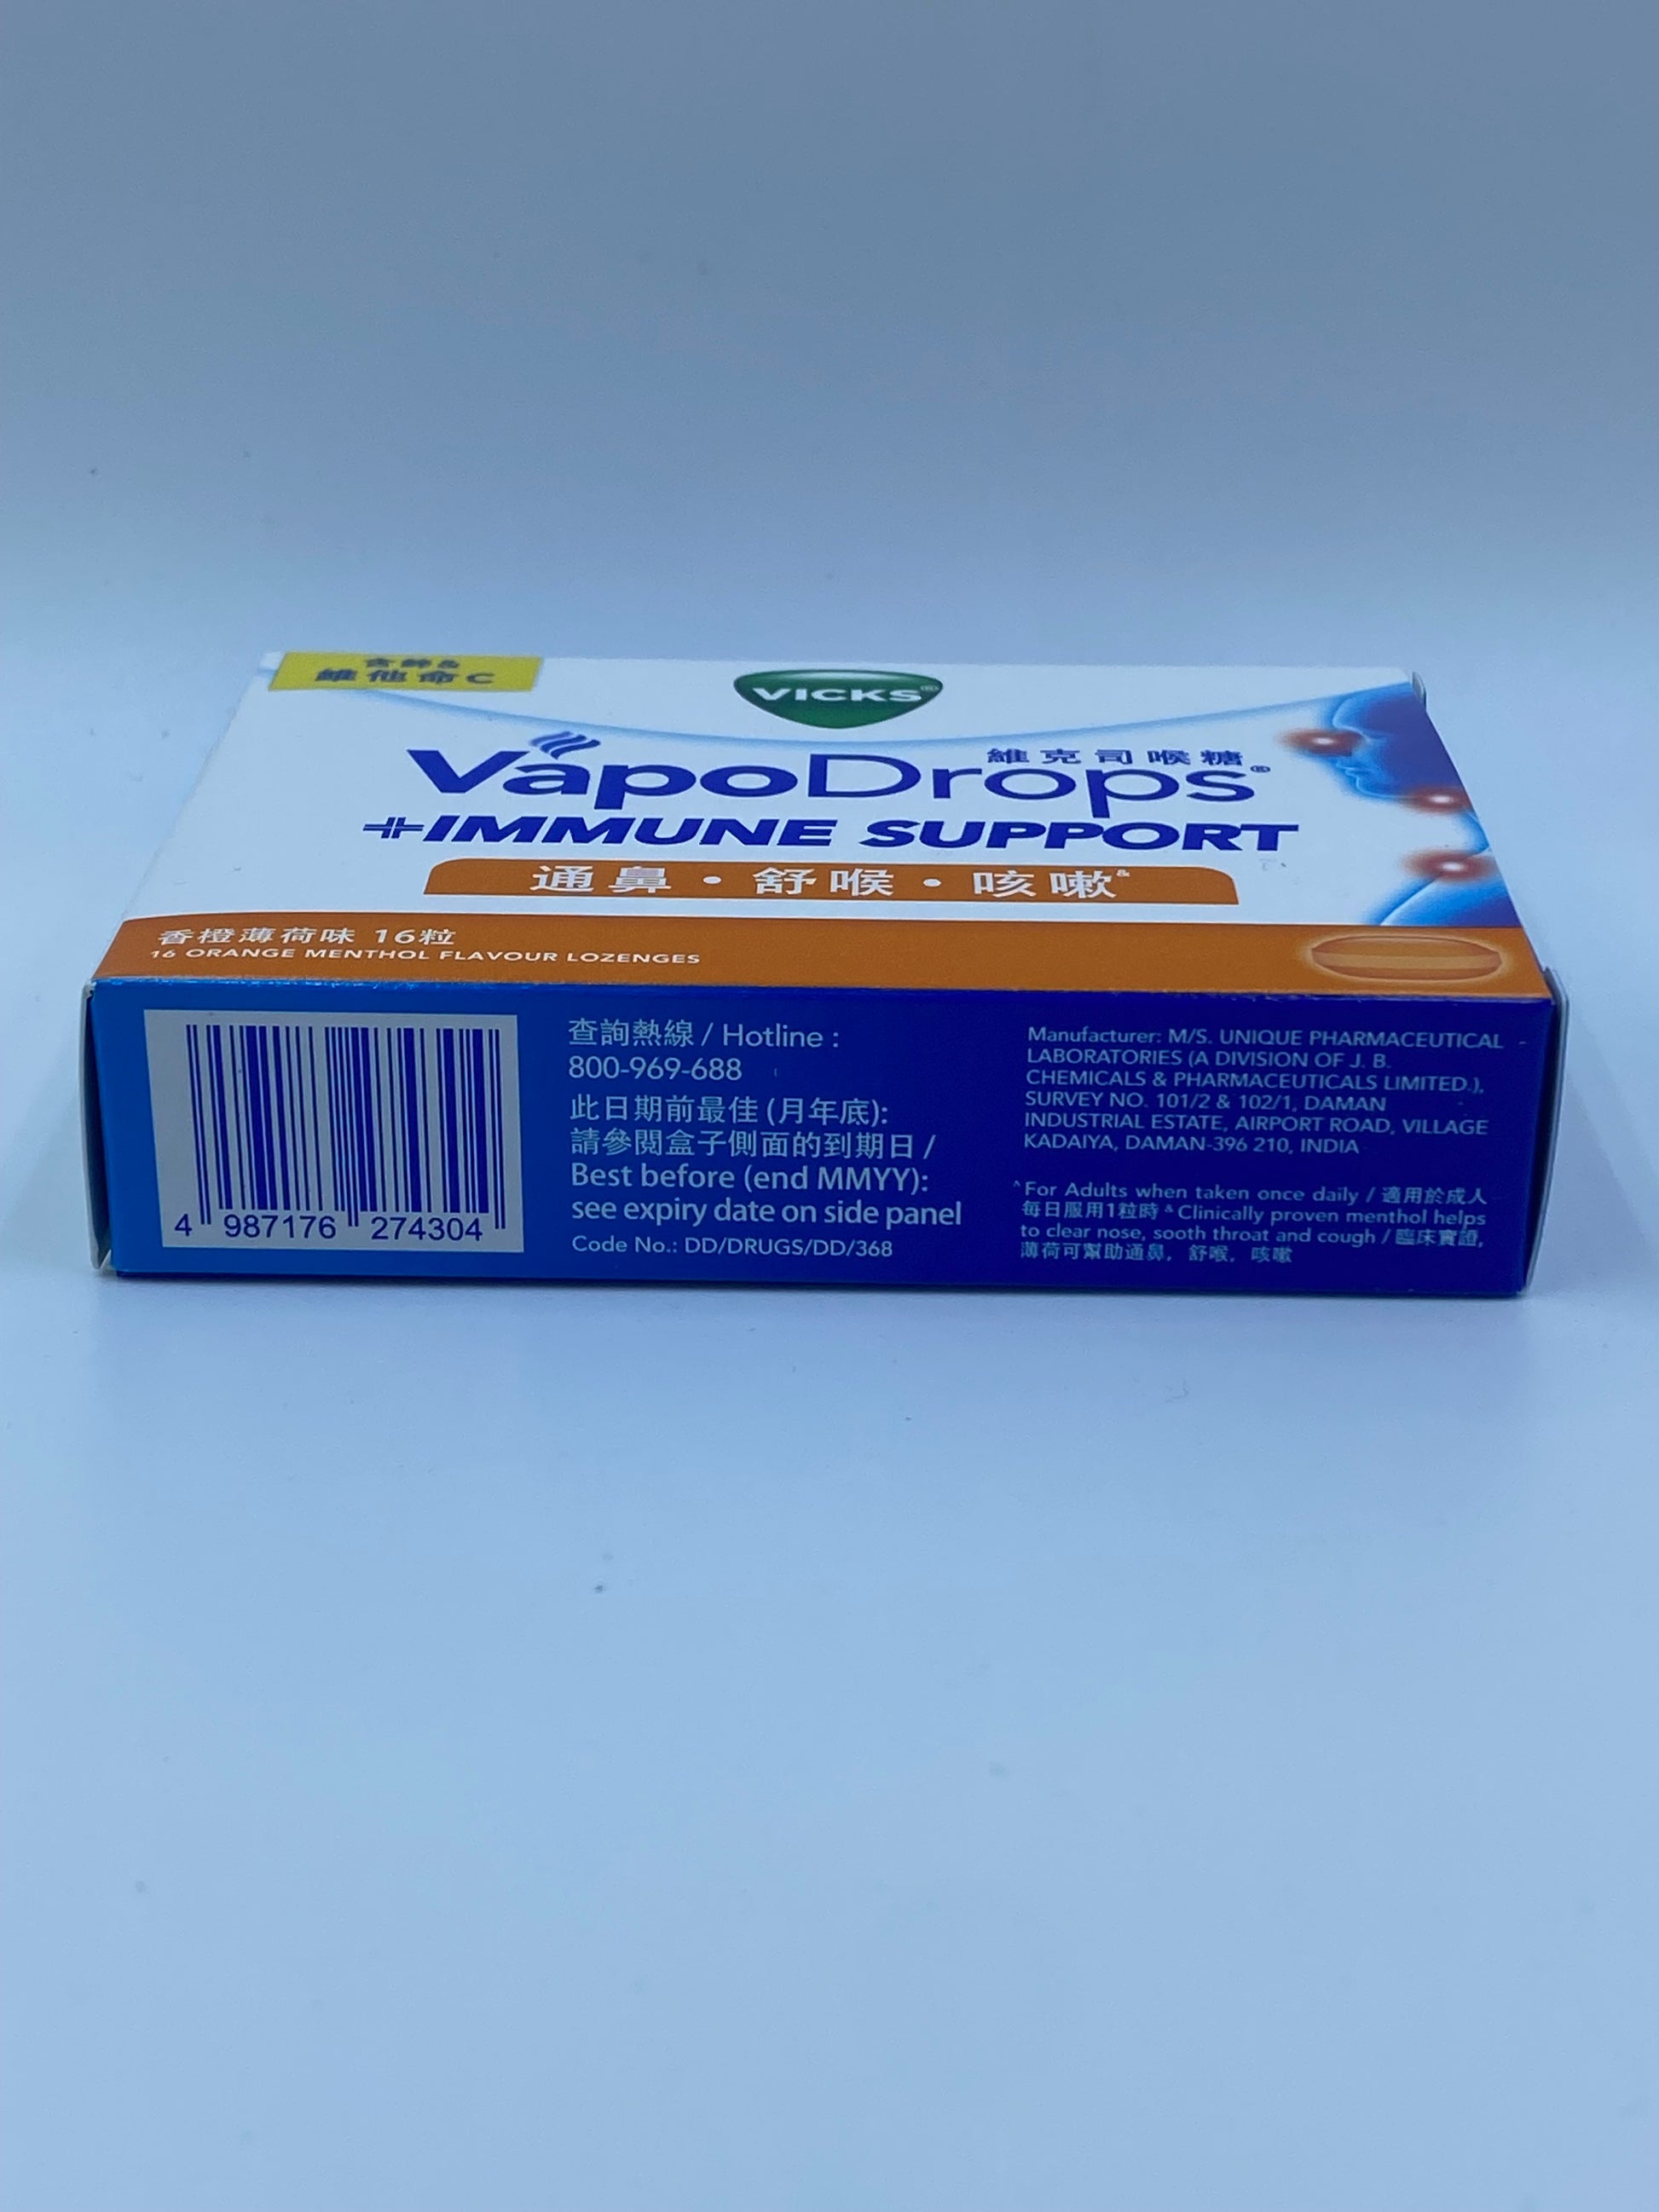 含鋅&
維他命C
VICKS®
維克司喉糖
VapoDrops®
+IMMUNE SUPPORT
通鼻・舒喉・咳嗽&
香橙薄荷味 16粒
16 ORANGE MENTHOL FLAVOUR LOZENGES
4 987176 274304
查詢熱線 / Hotline :
800-969-688
此日期前最佳 (月年底):
請參閱盒子側面的到期日 /
Best before (end MMYY):
see expiry date on side panel
Code No.: DD/DRUGS/DD/368
Manufacturer: M/S. UNIQUE PHARMACEUTICAL
LABORATORIES (A DIVISION OF J. B.
CHEMICALS & PHARMACEUTICALS LIMITED.),
SURVEY NO. 101/2 & 102/1, DAMAN
INDUSTRIAL ESTATE, AIRPORT ROAD, VILLAGE
KADAIYA, DAMAN-396 210, INDIA
^For Adults when taken once daily / 適用於成人
每日服用1粒時 &Clinically proven menthol helps
to clear nose, sooth throat and cough / 臨床實證,
薄荷可幫助通鼻, 舒喉, 咳嗽